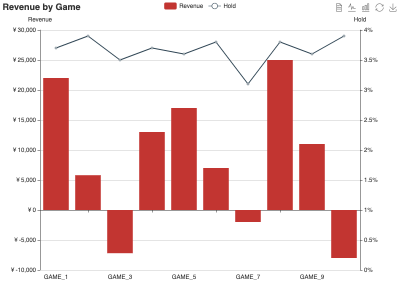 Revenue by Game
Revenue
Hold
Revenue
Hold
¥ 30,000
4%
¥ 25,000
3.5%
¥ 20,000
3%
¥ 15,000
2.5%
¥ 10,000
2%
¥ 5,000
1.5%
¥ 0
1%
¥ -5,000
0.5%
¥ -10,000
0%
GAME_1
GAME_3
GAME_5
GAME_7
GAME_9